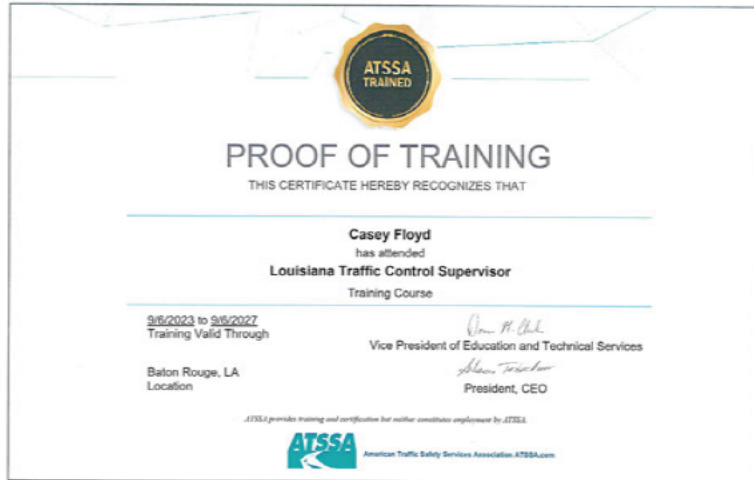 ATSSA
TRAINED
PROOF OF TRAINING
THIS CERTIFICATE HEREBY RECOGNIZES THAT
Casey Floyd
has attended
Louisiana Traffic Control Supervisor
Training Course
9/6/2023 to 9/6/2027
Training Valid Through
Vice President of Education and Technical Services
Baton Rouge, LA
Location
President, CEO
ATSSA provides training and certification but neither constitutes employment by ATSSA.
ATSSA
American Traffic Safety Services Association ATSSA.com